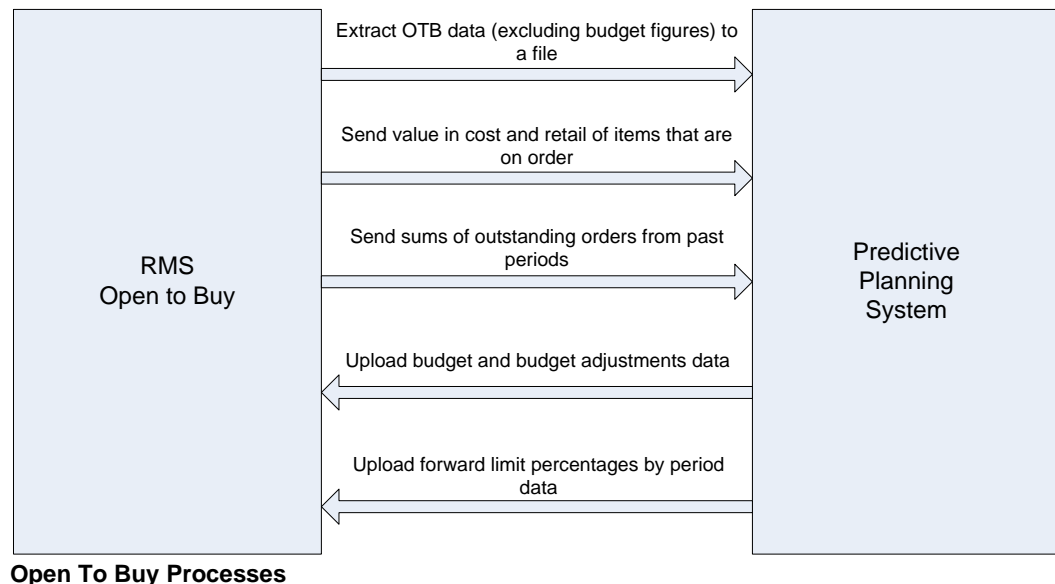 Extract OTB data (excluding budget figures) to
a file
Send value in cost and retail of items that are
on order
Send sums of outstanding orders from past
periods
RMS
Open to Buy
Predictive
Planning
System
Upload budget and budget adjustments data
Upload forward limit percentages by period
data
Open To Buy Processes